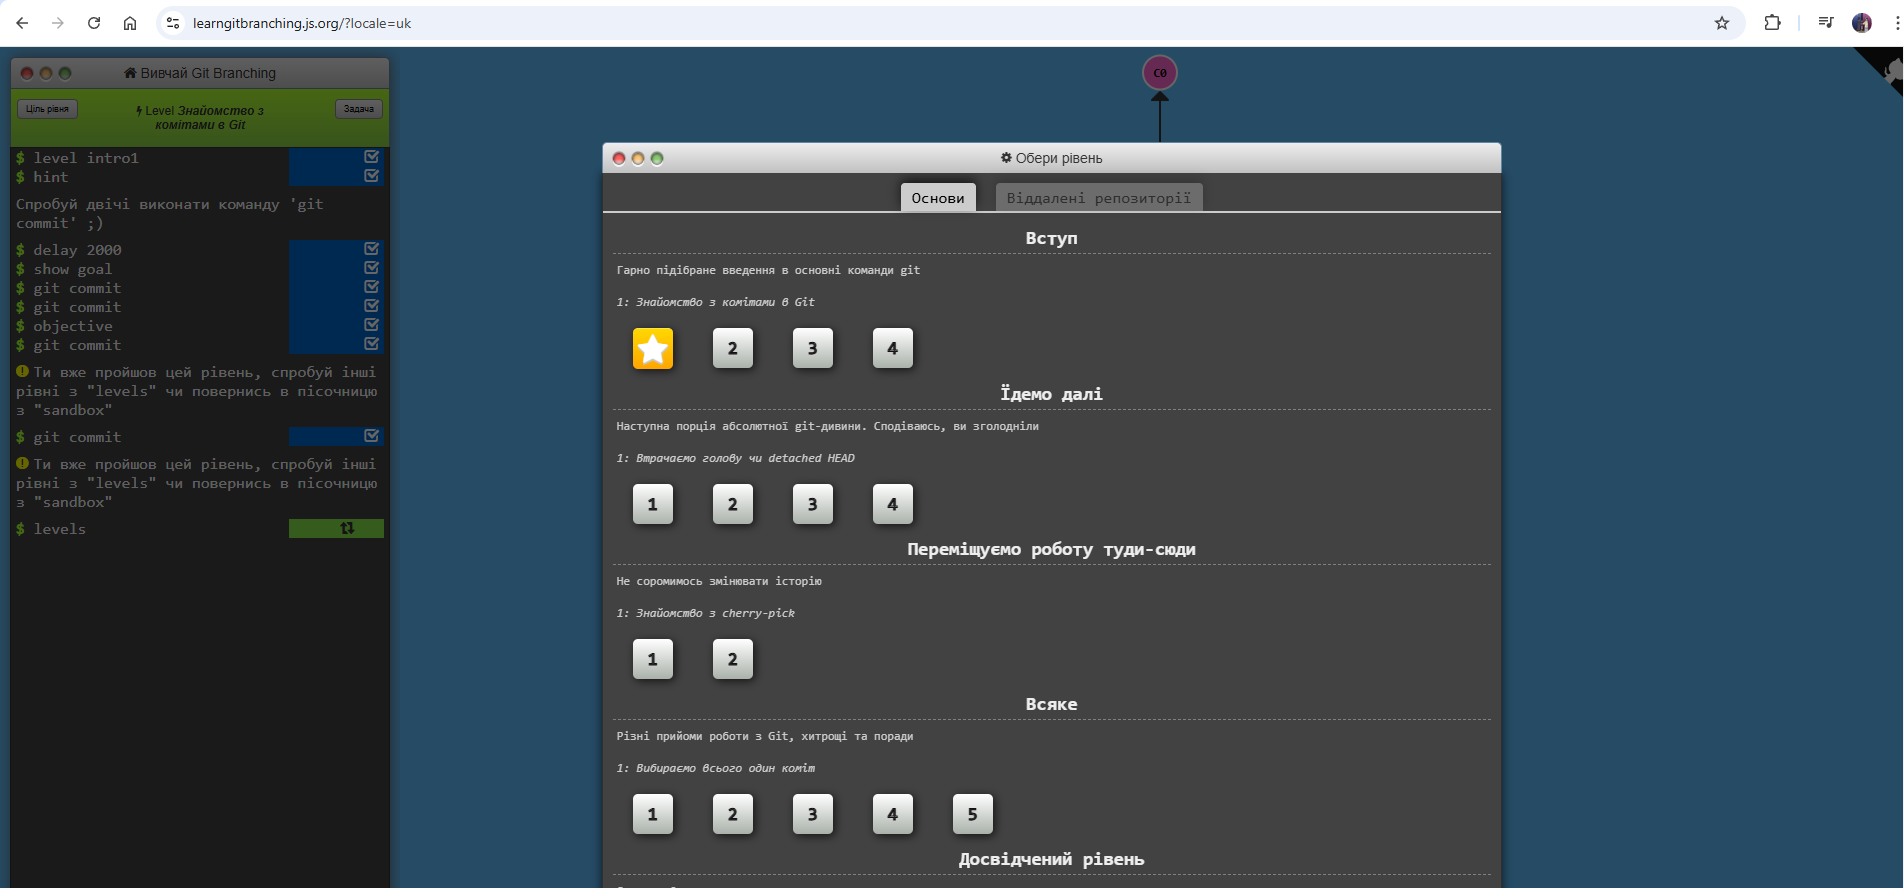 learngitbranching.js.org/?locale=uk
Вивчай Git Branching
Ціль рівня
Level Знайомство з
комітами в Git
Задача
$ level intro1
$ hint
Спробуй двічі виконати команду 'git
commit' ;)
$ delay 2000
$ show goal
$ git commit
$ git commit
$ objective
$ git commit
Ти вже пройшов цей рівень, спробуй інші
рівні з "levels" чи повернись в пісочницю
з "sandbox"
$ git commit
Ти вже пройшов цей рівень, спробуй інші
рівні з "levels" чи повернись в пісочницю
з "sandbox"
$ levels
C0
Обери рівень
Основи
Віддалені репозиторії
Вступ
Гарно підібране введення в основні команди git
1: Знайомство з комітами в Git
2 3 4
Їдемо далі
Наступна порція абсолютної git-дивини. Сподіваюсь, ви зголодніли
1: Втрачаємо голову чи detached HEAD
1 2 3 4
Переміщуємо роботу туди-сюди
Не соромимось змінювати історію
1: Знайомство з cherry-pick
1 2
Всяке
Різні прийоми роботи з Git, хитрощі та поради
1: Вибираємо всього один коміт
1 2 3 4 5
Досвідчений рівень